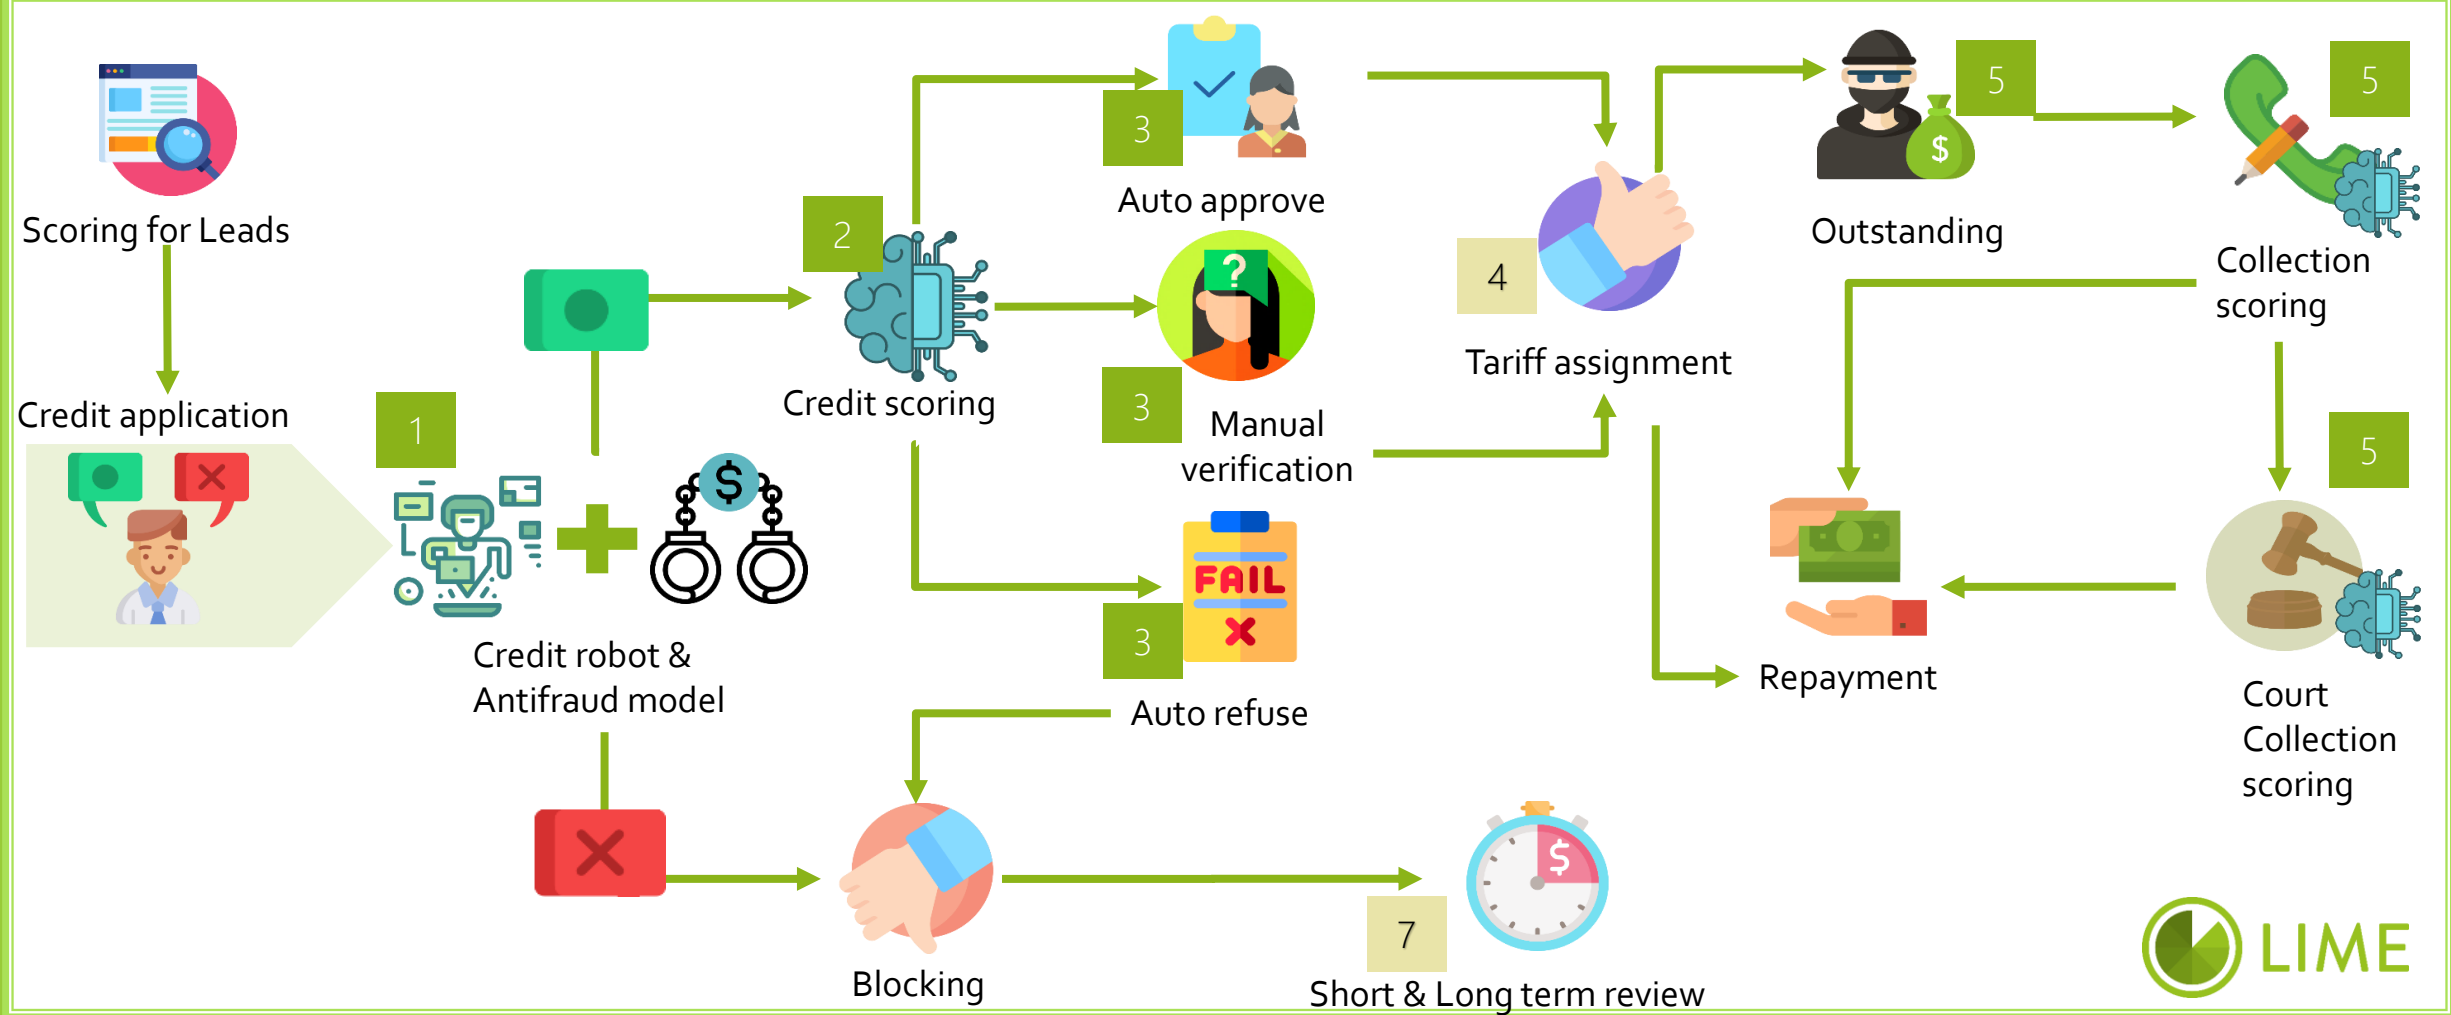 Scoring for Leads
Credit application
1
$
Credit robot &
Antifraud model
2
Credit scoring
3
Auto approve
?
3
Manual
verification
FAIL
3
Auto refuse
Blocking
4
Tariff assignment
$
5
Outstanding
5
Collection
scoring
5
Court
Collection
scoring
Repayment
$
7
Short & Long term review
LIME